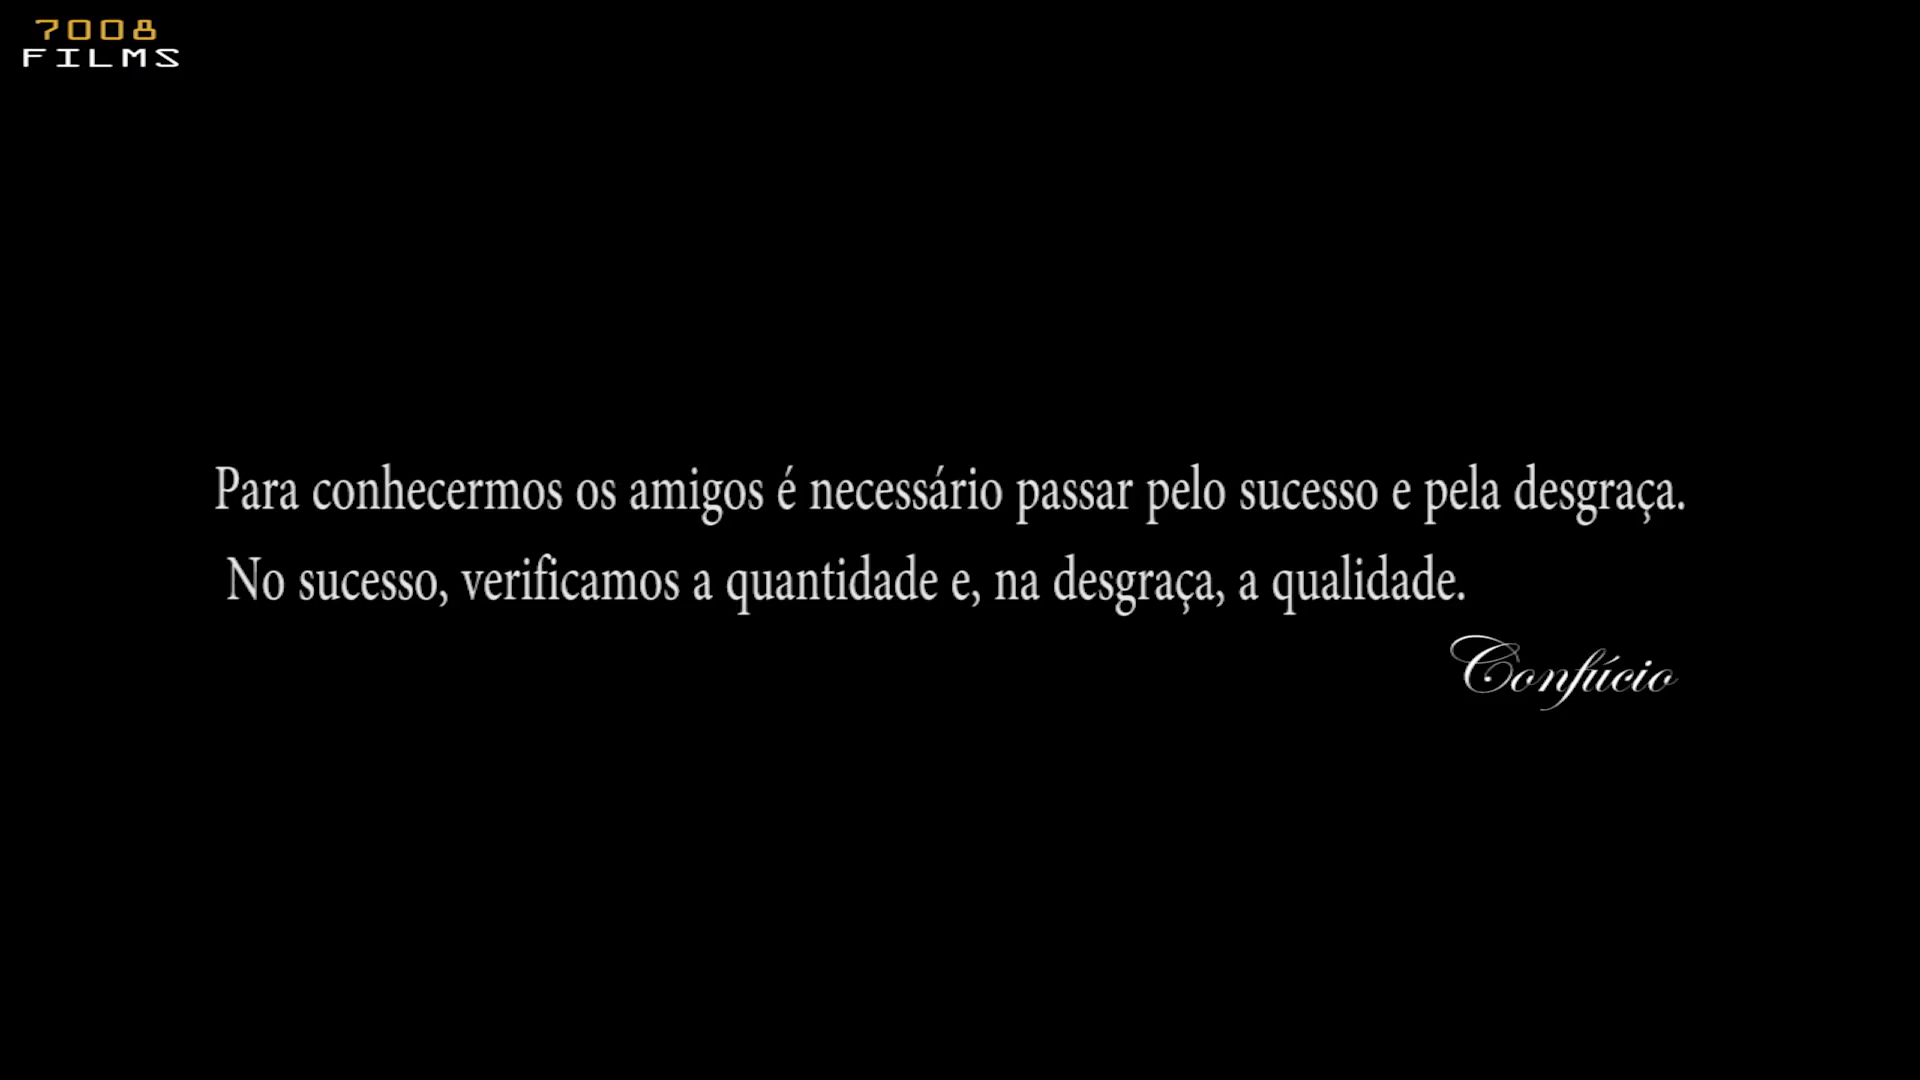 7008
FILMS
Para conhecermos os amigos é necessário passar pelo sucesso e pela desgraça.
No sucesso, verificamos a quantidade e, na desgraça, a qualidade.
Confúcio